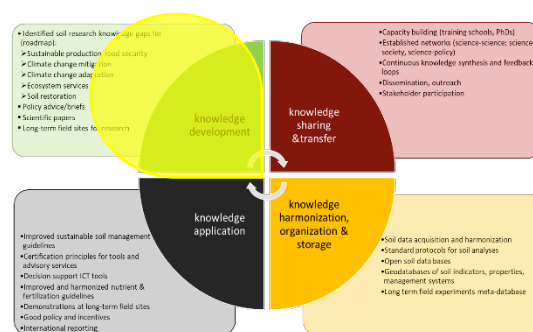 ▪ Identified soil research knowledge gaps for
(roadmap):
➢ Sustainable production, food security
➢ Climate change mitigation
➢ Climate change adaptation
➢ Ecosystem services
➢ Soil restoration
▪ Policy advice/briefs
▪ Scientific papers
▪ Long-term field sites for research
•Capacity building (training schools, PhDs)
•Established networks (science-science; science
society, science-policy)
•Continuous knowledge synthesis and feedback
loops
•Dissemination, outreach
•Stakeholder participation
knowledge
development
knowledge
sharing
&transfer
knowledge
application
knowledge
harmonization,
organization &
storage
•Improved sustainable soil management
guidelines
•Certification principles for tools and
advisory services
•Decision support ICT tools
•Improved and harmonized nutrient &
fertilization guidelines
•Demonstrations at long-term field sites
•Good policy and incentives
•International reporting
•Soil data acquisition and harmonization
•Standard protocols for soil analyses
•Open soil data bases
•Geodatabases of soil indicators, properties,
management systems
•Long term field experiments meta-database